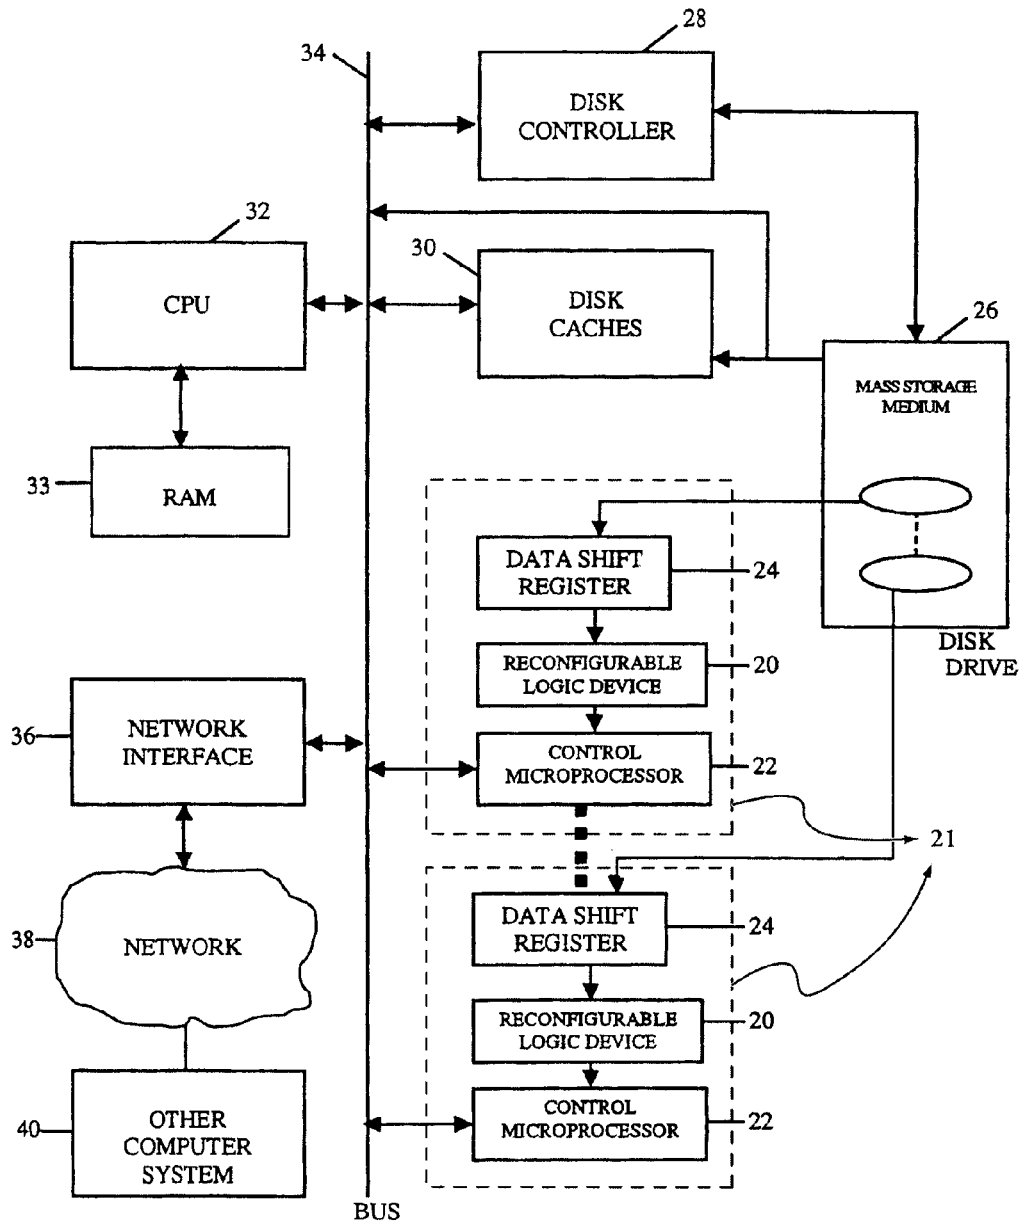 28
34
DISK
CONTROLLER
32
30
CPU
DISK
CACHES
26
MASS STORAGE
MEDIUM
33
RAM
DATA SHIFT
REGISTER
24
DISK
DRIVE
RECONFIGURABLE
LOGIC DEVICE
20
36
NETWORK
INTERFACE
CONTROL
MICROPROCESSOR
22
21
38
NETWORK
DATA SHIFT
REGISTER
24
RECONFIGURABLE
LOGIC DEVICE
20
40
OTHER
COMPUTER
SYSTEM
CONTROL
MICROPROCESSOR
22
BUS